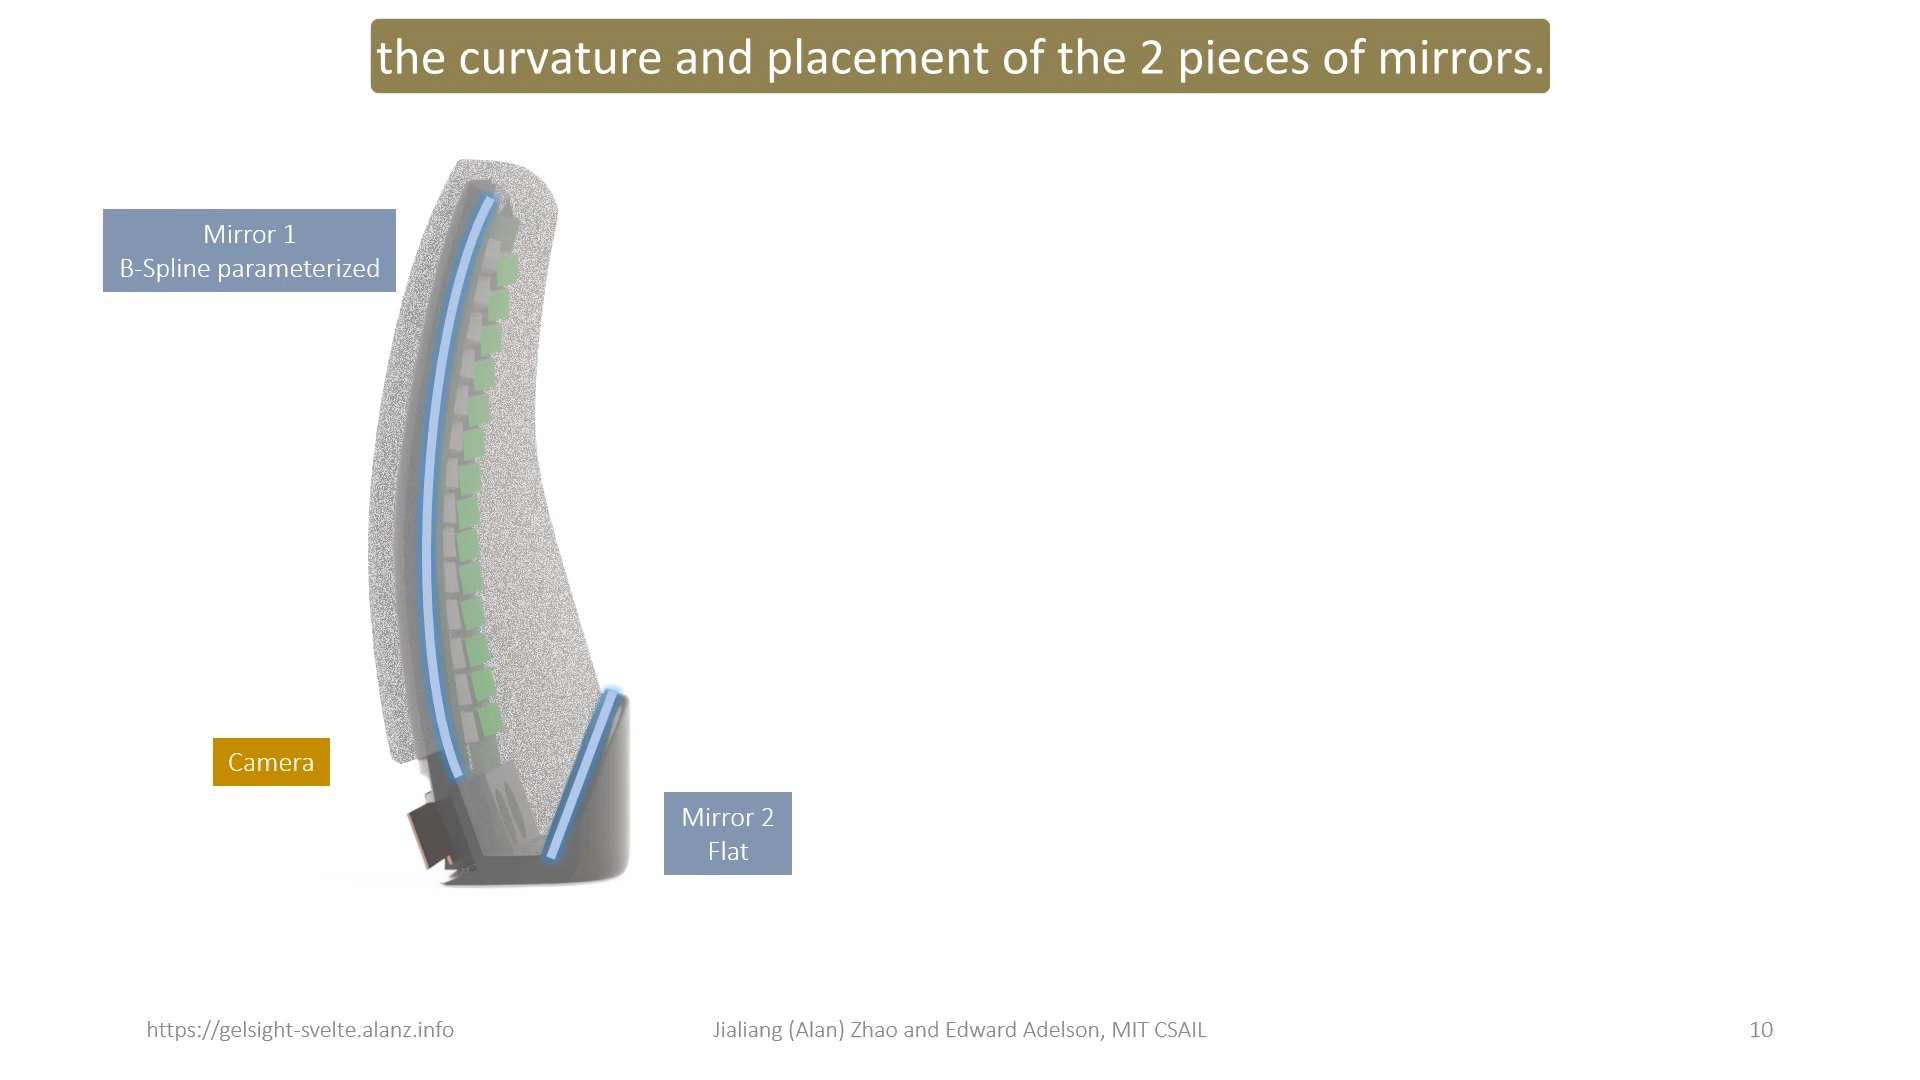 the curvature and placement of the 2 pieces of mirrors.
Mirror 1
B-Spline parameterized
Camera
Mirror 2
Flat
https://gelsight-svelte.alanz.info
Jialiang (Alan) Zhao and Edward Adelson, MIT CSAIL
10